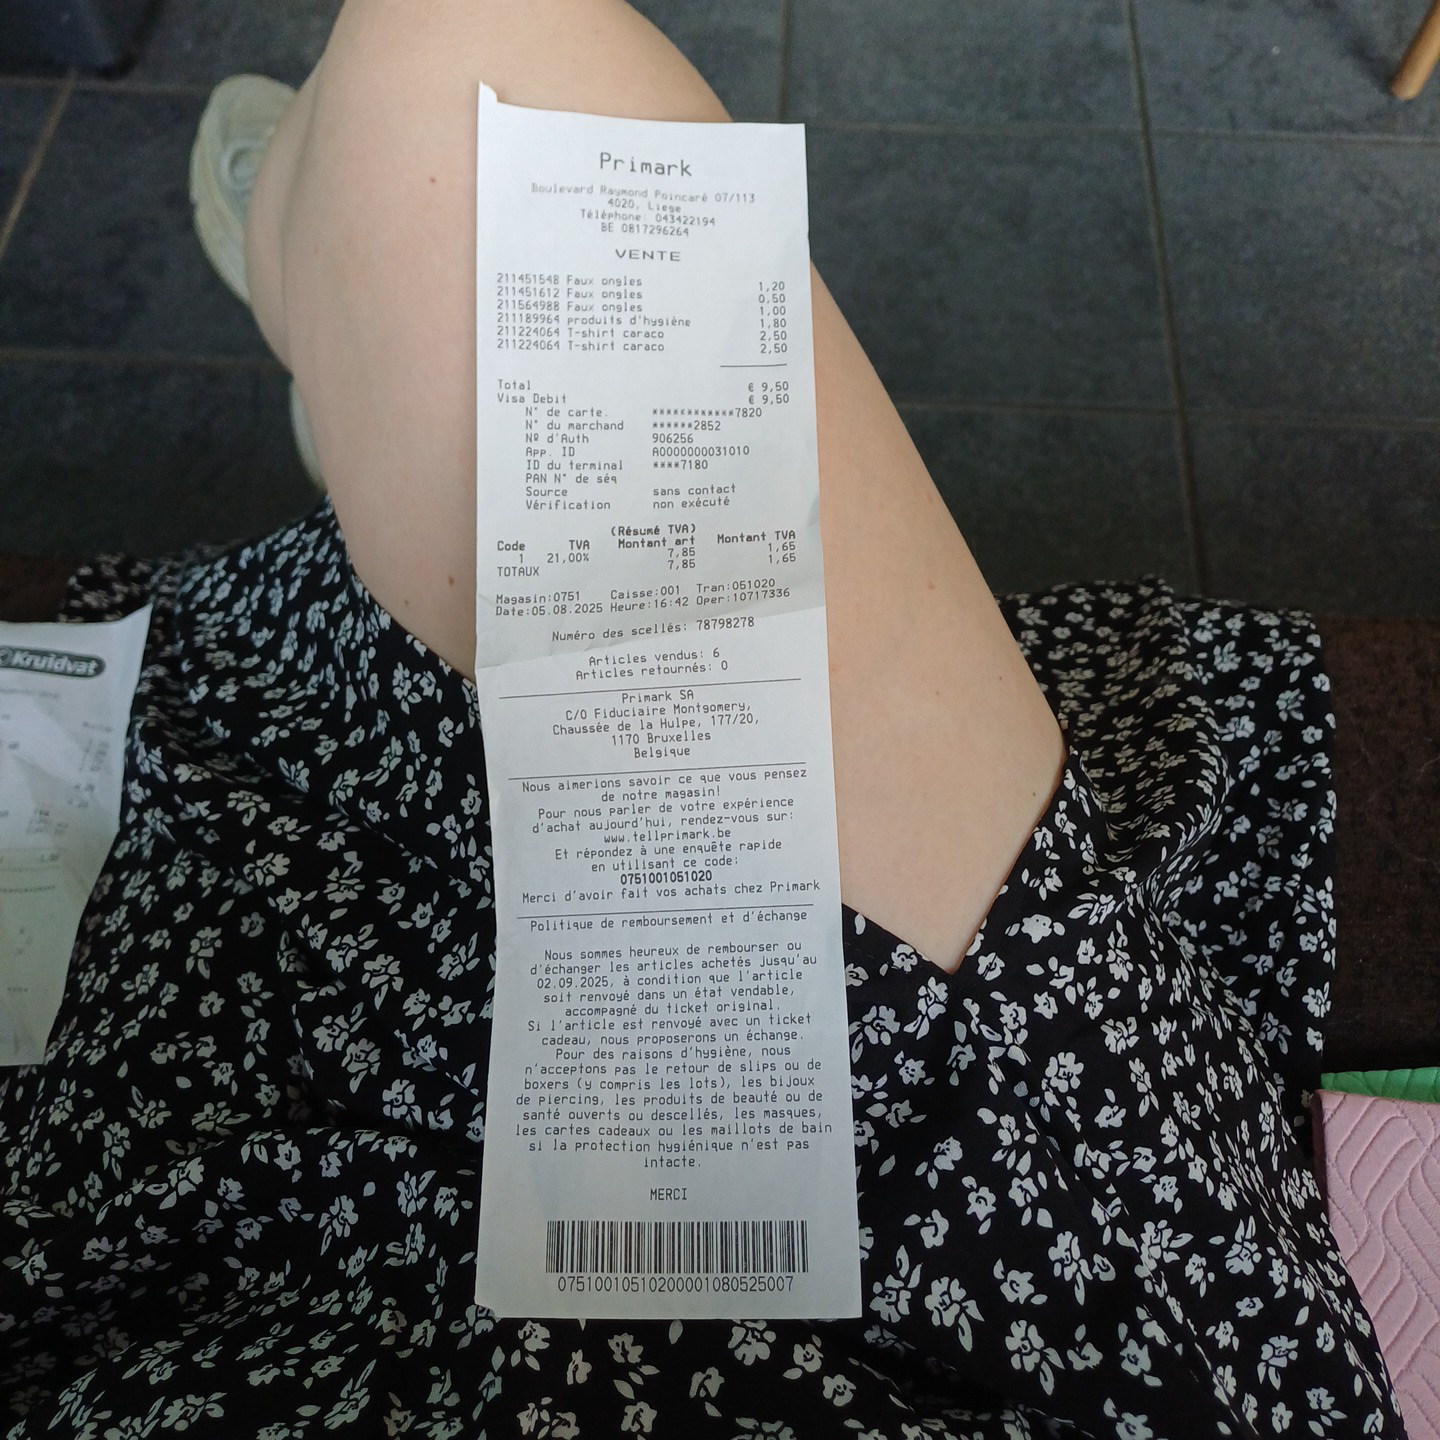 Primark
Boulevard Raymond Poincaré 07/113
4020, Liege
Téléphone: 043422194
BE 0817296264
VENTE
211451548 Faux ongles 1,20
211451612 Faux ongles 0,50
211564988 Faux ongles 1,00
211189964 produits d'hygiène 1,80
211224064 T-shirt caraco 2,50
211224064 T-shirt caraco 2,50
Total € 9,50
Visa Debit € 9,50
N° de carte. ************7820
N° du marchand ******2852
Nº d'Auth 906256
App. ID A0000000031010
ID du terminal ****7180
PAN N° de séq
Source sans contact
Vérification non exécuté
(Résumé TVA)
Code TVA Montant art Montant TVA
1 21,00% 7,85 1,65
TOTAUX 7,85 1,65
Magasin:0751 Caisse:001 Tran:051020
Date:05.08.2025 Heure:16:42 Oper:10717336
Numéro des scellés: 78798278
Articles vendus: 6
Articles retournés: 0
Primark SA
C/O Fiduciaire Montgomery,
Chaussée de la Hulpe, 177/20,
1170 Bruxelles
Belgique
Nous aimerions savoir ce que vous pensez
de notre magasin!
Pour nous parler de votre expérience
d'achat aujourd'hui, rendez-vous sur:
www.tellprimark.be
Et répondez à une enquête rapide
en utilisant ce code:
0751001051020
Merci d'avoir fait vos achats chez Primark
Politique de remboursement et d'échange
Nous sommes heureux de rembourser ou
d'échanger les articles achetés jusqu'au
02.09.2025, à condition que l'article
soit renvoyé dans un état vendable,
accompagné du ticket original.
Si l'article est renvoyé avec un ticket
cadeau, nous proposerons un échange.
Pour des raisons d'hygiène, nous
n'acceptons pas le retour de slips ou de
boxers (y compris les lots), les bijoux
de piercing, les produits de beauté ou de
santé ouverts ou descellés, les masques,
les cartes cadeaux ou les maillots de bain
si la protection hygiénique n'est pas
intacte.
MERCI
07510010510200001080525007
Kruidvat